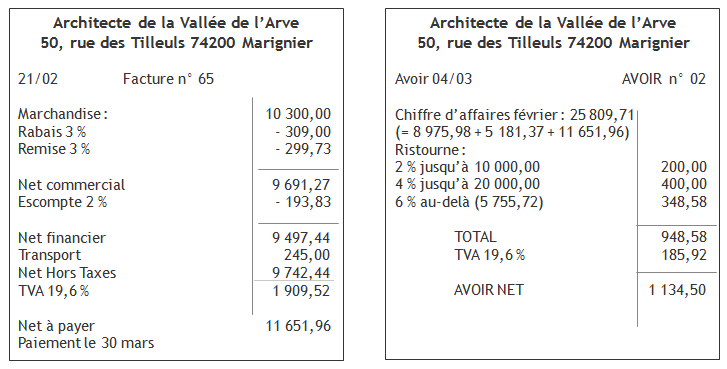 Architecte de la Vallée de l’Arve
50, rue des Tilleuls 74200 Marignier
21/02 Facture n° 65
Marchandise : 10 300,00
Rabais 3 % - 309,00
Remise 3 % - 299,73
Net commercial 9 691,27
Escompte 2 % - 193,83
Net financier 9 497,44
Transport 245,00
Net Hors Taxes 9 742,44
TVA 19,6 % 1 909,52
Net à payer 11 651,96
Paiement le 30 mars
Architecte de la Vallée de l’Arve
50, rue des Tilleuls 74200 Marignier
Avoir 04/03 AVOIR n° 02
Chiffre d’affaires février : 25 809,71
(= 8 975,98 + 5 181,37 + 11 651,96)
Ristourne :
2 % jusqu’à 10 000,00 200,00
4 % jusqu’à 20 000,00 400,00
6 % au-delà (5 755,72) 348,58
TOTAL 948,58
TVA 19,6 % 185,92
AVOIR NET 1 134,50